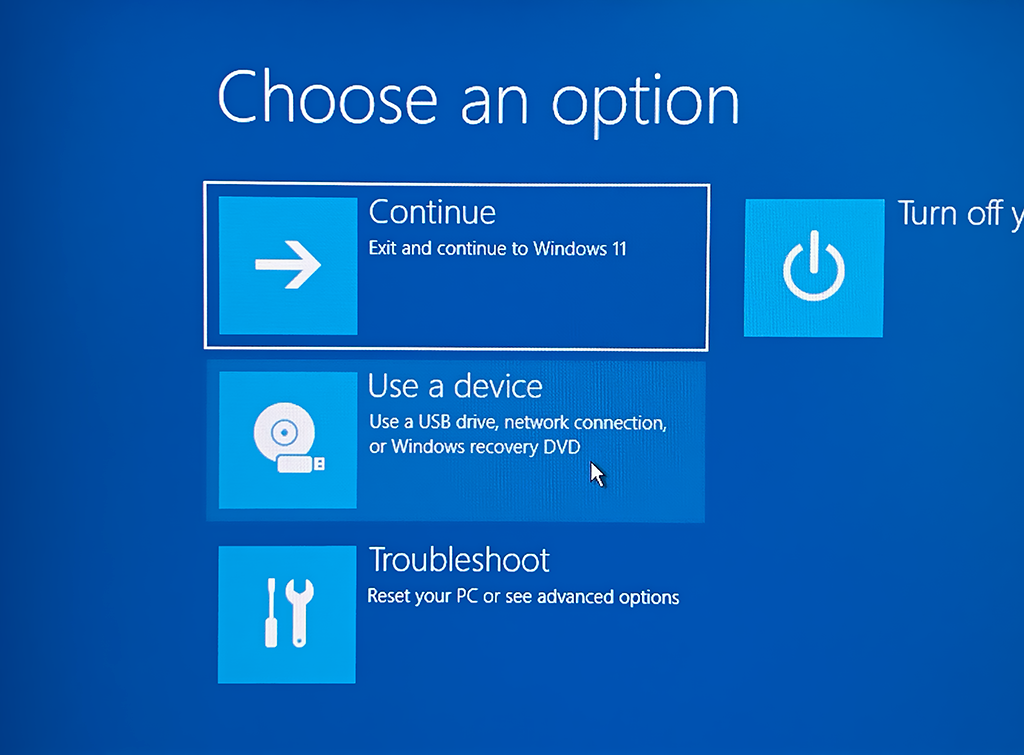 Choose an option
Continue
Exit and continue to Windows 11
Turn off y
Use a device
Use a USB drive, network connection,
or Windows recovery DVD
Troubleshoot
Reset your PC or see advanced options